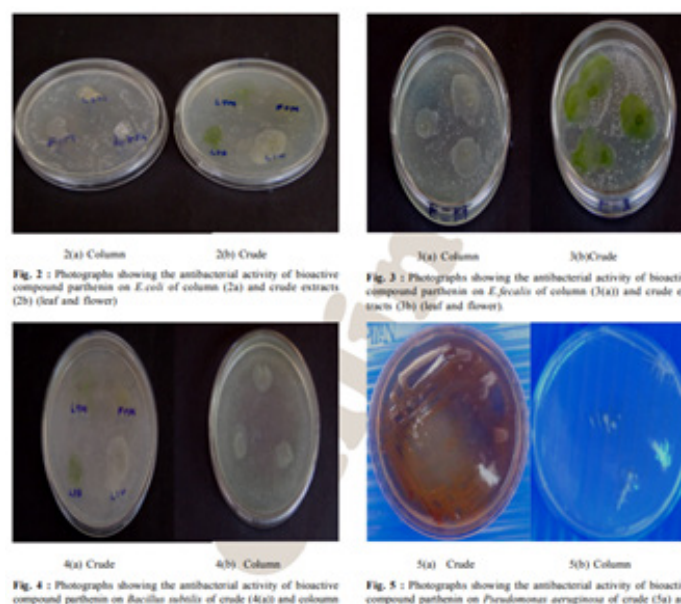 2(a) Column
2(b) Crude
Fig. 2 : Photographs showing the antibacterial activity of bioactive
compound parthenin on E.coli of column (2a) and crude extracts
(2b) (leaf and flower)
3(a) Column
3(b)Crude
Fig. 3 : Photographs showing the antibacterial activity of bioactiv
compound parthenin on E.fecalis of column (3(a)) and crude e
tracts (3b) (leaf and flower).
LTM
FTM
4(a) Crude
4(b) Column
Fig. 4 : Photographs showing the antibacterial activity of bioactive
compound parthenin on Bacillus subtilis of crude (4(a)) and coloumn
5(a) Crude
5(b) Column
Fig. 5 : Photographs showing the antibacterial activity of bioactiv
compound parthenin on Pseudomonas aeruginosa of crude (5a) a